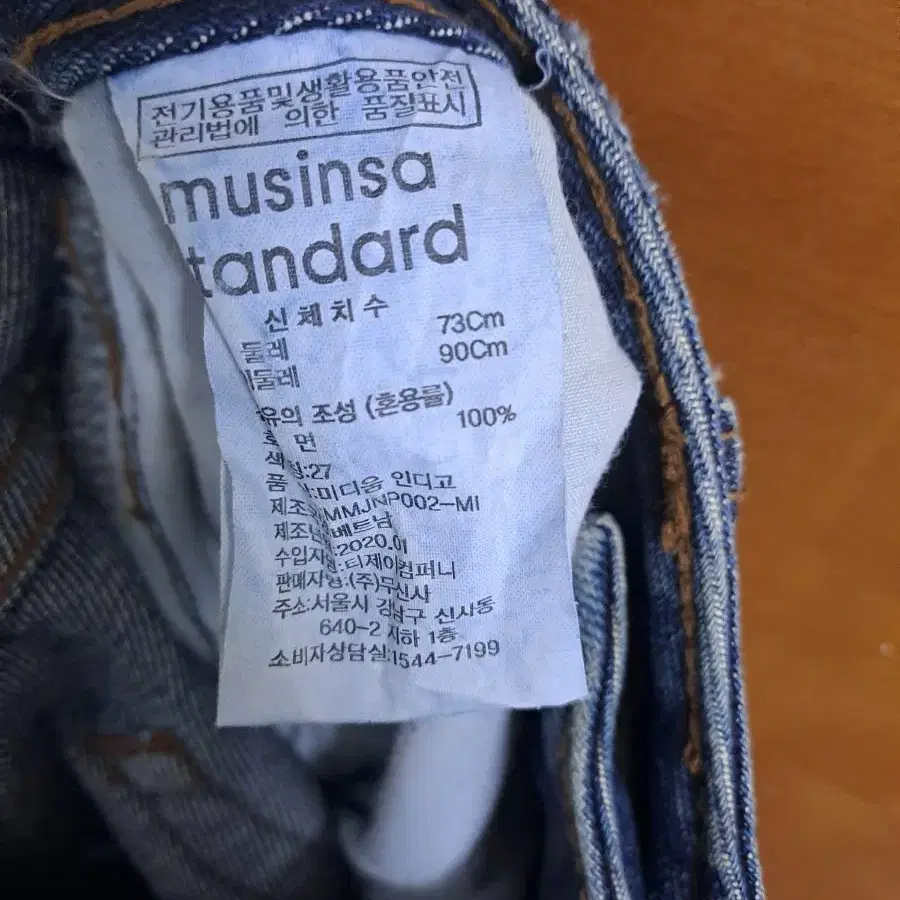 전기용품및생활용품안전
관리법에 의한 품질표시
musinsa
tandard
신체치수
둘레 73Cm
둘레 90Cm
유의 조성 (혼용률)
면 100%
:27
미디움 인디고
MMJNP002-MI
베트남
2020.01
:티제이컴퍼니
판매자명:(주)무신사
주소:서울시 강남구 신사동
640-2 지하 1층
소비자상담실:1544-7199